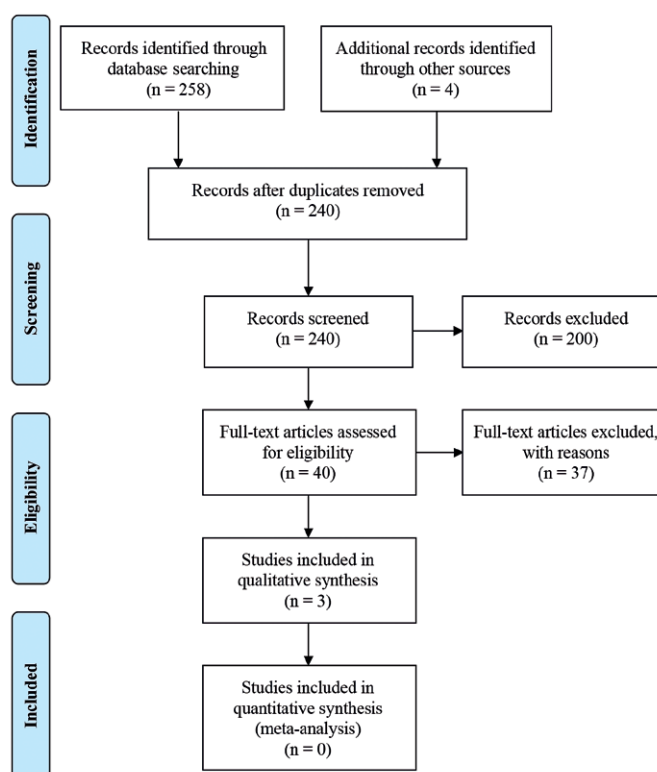 Identification
Records identified through
database searching
(n = 258)
Additional records identified
through other sources
(n = 4)
Records after duplicates removed
(n = 240)
Screening
Records screened
(n = 240)
Records excluded
(n = 200)
Eligibility
Full-text articles assessed
for eligibility
(n = 40)
Full-text articles excluded,
with reasons
(n = 37)
Studies included in
qualitative synthesis
(n = 3)
Included
Studies included in
quantitative synthesis
(meta-analysis)
(n = 0)